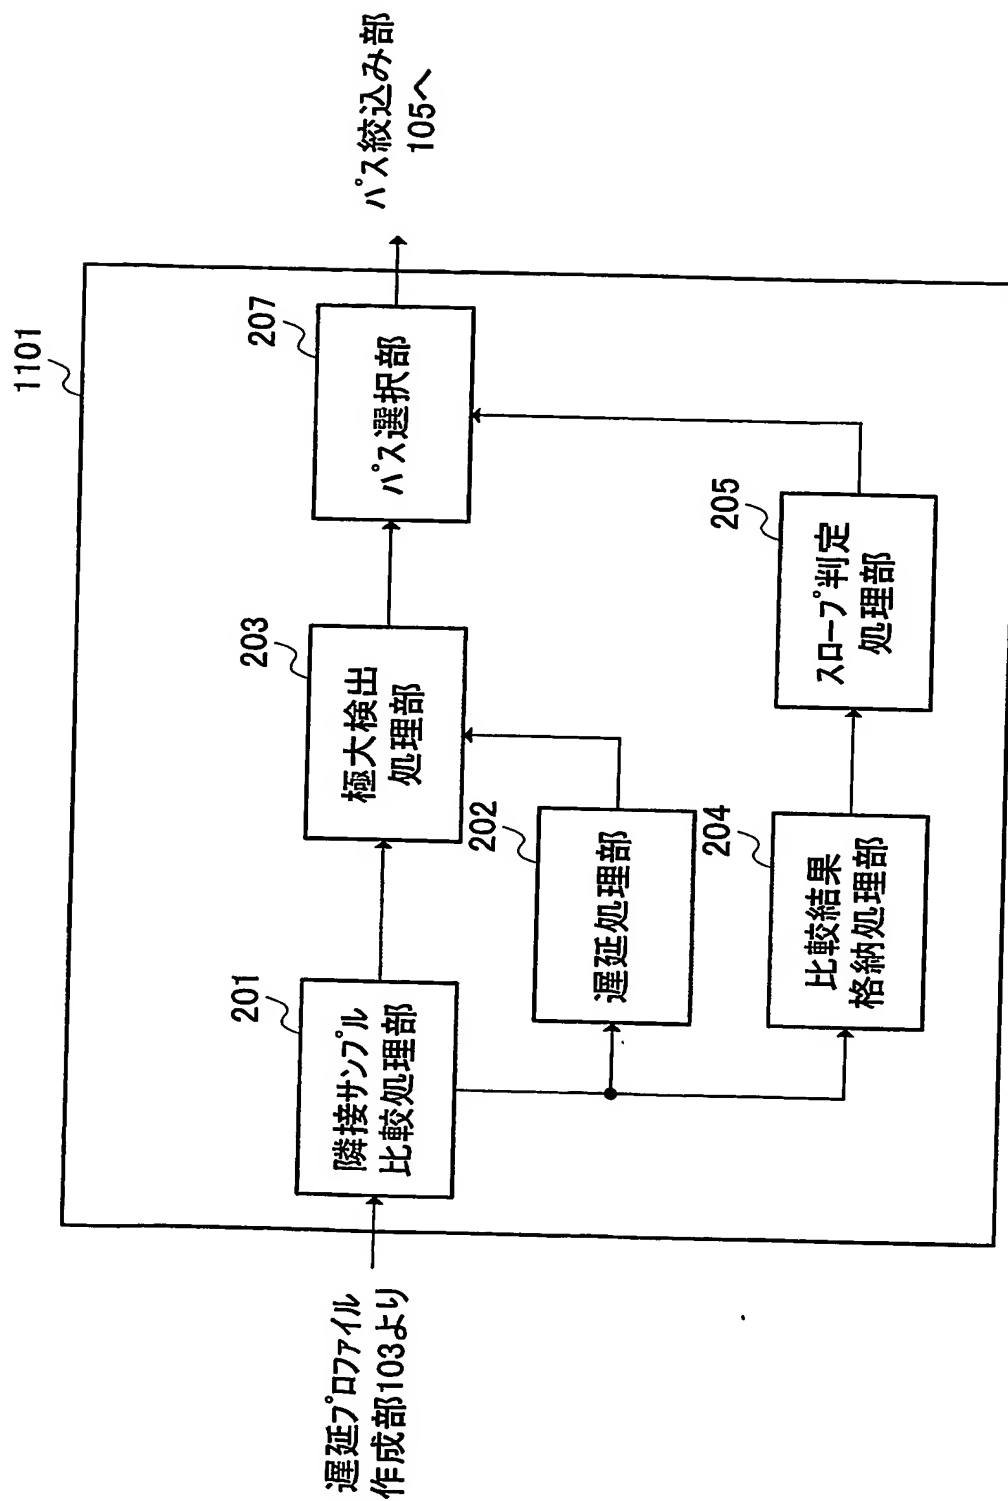 1101
遅延プロファイル
作成部103より
201
隣接サンプル
比較処理部
203
極大検出
処理部
207
パス選択部
パス絞込み部
105へ
202
遅延処理部
204
比較結果
格納処理部
205
スロープ判定
処理部